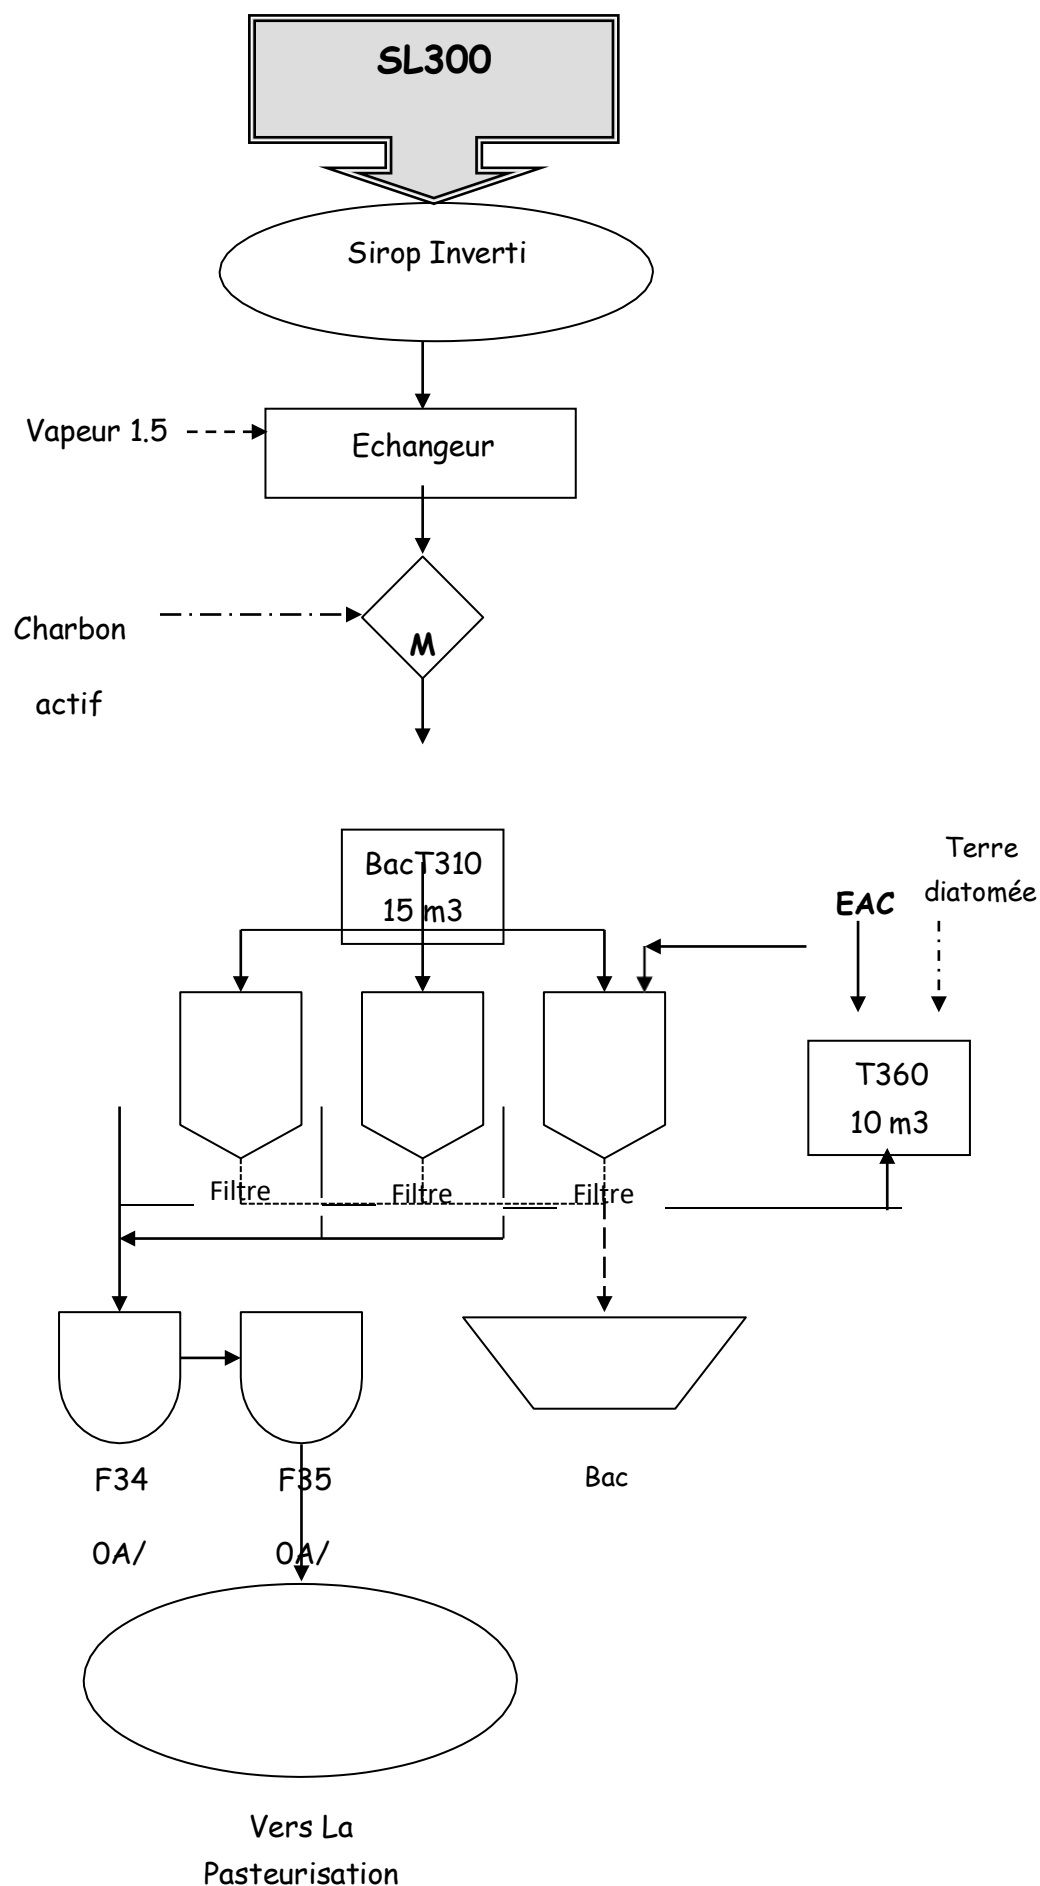 SL300
Sirop Inverti
Vapeur 1.5
Echangeur
Charbon
actif
M
BacT310
15 m3
Terre
diatomée
EAC
T360
10 m3
Filtre
Filtre
Filtre
F34
0A/
F35
0A/
Bac
Vers La
Pasteurisation